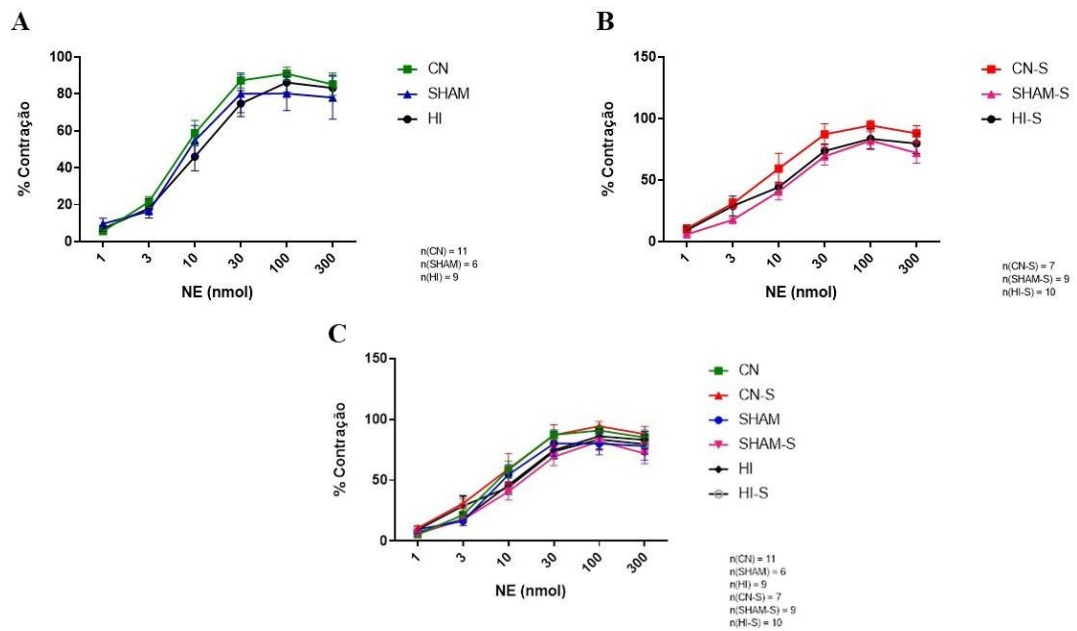 A
% Contração
100
80
60
40
20
0
1 3 10 30 100 300
NE (nmol)
CN
SHAM
HI
n(CN) = 11
n(SHAM) = 6
n(HI) = 9
B
% Contração
150
100
50
0
1 3 10 30 100 300
NE (nmol)
CN-S
SHAM-S
HI-S
n(CN-S) = 7
n(SHAM-S) = 9
n(HI-S) = 10
C
% Contração
150
100
50
0
1 3 10 30 100 300
NE (nmol)
CN
CN-S
SHAM
SHAM-S
HI
HI-S
n(CN) = 11
n(SHAM) = 6
n(HI) = 9
n(CN-S) = 7
n(SHAM-S) = 9
n(HI-S) = 10